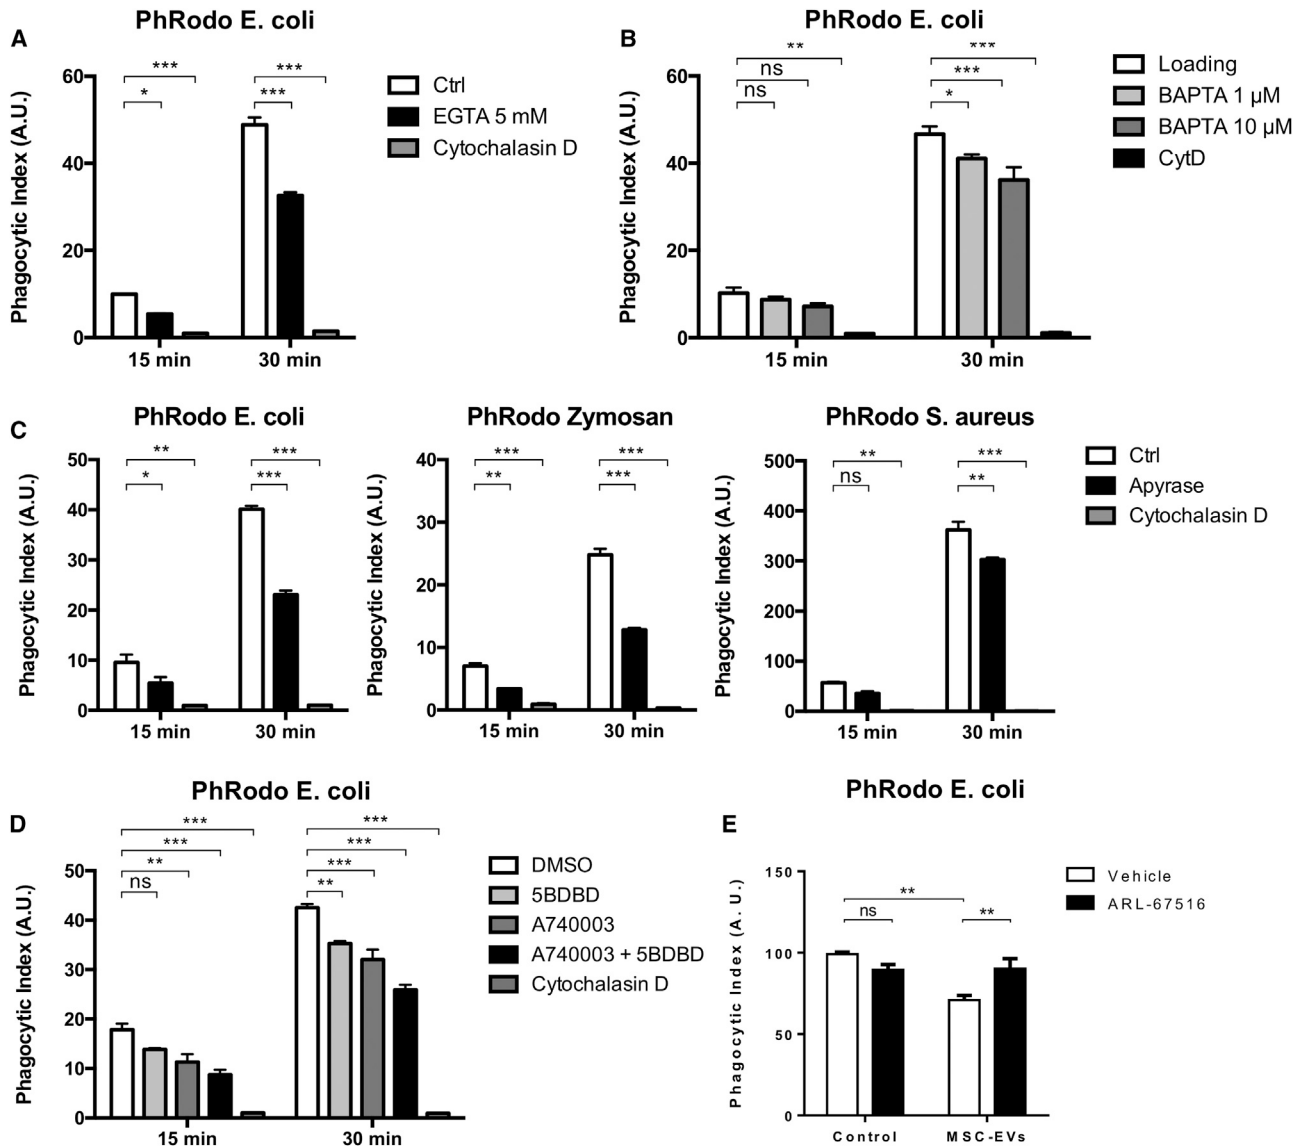 A
PhRodo E. coli
Phagocytic Index (A.U.)
60
40
20
0
***
*
***
***
15 min
30 min
Ctrl
EGTA 5 mM
Cytochalasin D
B
PhRodo E. coli
Phagocytic Index (A.U.)
60
40
20
0
**
ns
ns
***
***
*
15 min
30 min
Loading
BAPTA 1 µM
BAPTA 10 µM
CytD
C
PhRodo E. coli
Phagocytic Index (A.U.)
50
40
30
20
10
0
**
*
***
***
15 min
30 min
PhRodo Zymosan
Phagocytic Index (A.U.)
40
30
20
10
0
***
**
***
***
15 min
30 min
PhRodo S. aureus
Phagocytic Index (A.U.)
500
400
300
200
100
0
**
ns
***
**
15 min
30 min
Ctrl
Apyrase
Cytochalasin D
D
PhRodo E. coli
Phagocytic Index (A.U.)
50
40
30
20
10
0
***
***
**
ns
***
***
***
**
15 min
30 min
DMSO
5BDBD
A740003
A740003 + 5BDBD
Cytochalasin D
E
PhRodo E. coli
Phagocytic Index (A. U.)
150
100
50
0
**
ns
**
Control
MSC-EVs
Vehicle
ARL-67516